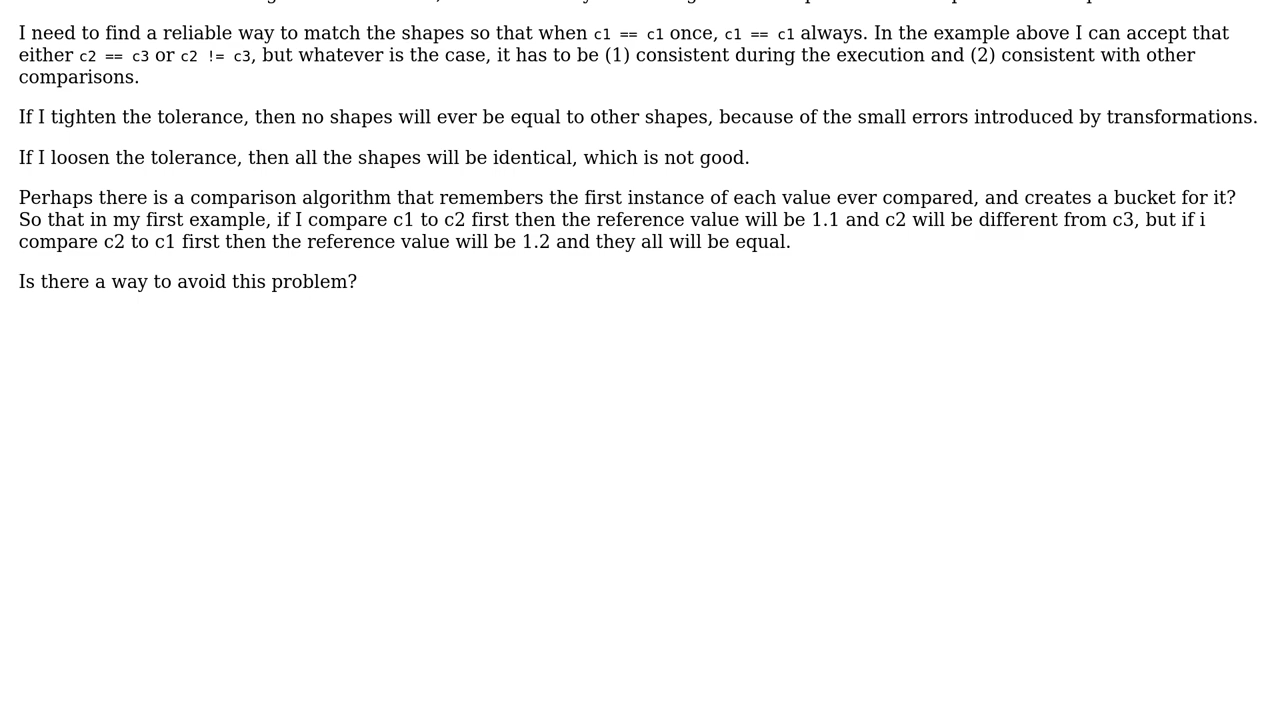 I need to find a reliable way to match the shapes so that when c1 == c1 once, c1 == c1 always. In the example above I can accept that
either c2 == c3 or c2 != c3, but whatever is the case, it has to be (1) consistent during the execution and (2) consistent with other
comparisons.
If I tighten the tolerance, then no shapes will ever be equal to other shapes, because of the small errors introduced by transformations.
If I loosen the tolerance, then all the shapes will be identical, which is not good.
Perhaps there is a comparison algorithm that remembers the first instance of each value ever compared, and creates a bucket for it?
So that in my first example, if I compare c1 to c2 first then the reference value will be 1.1 and c2 will be different from c3, but if i
compare c2 to c1 first then the reference value will be 1.2 and they all will be equal.
Is there a way to avoid this problem?